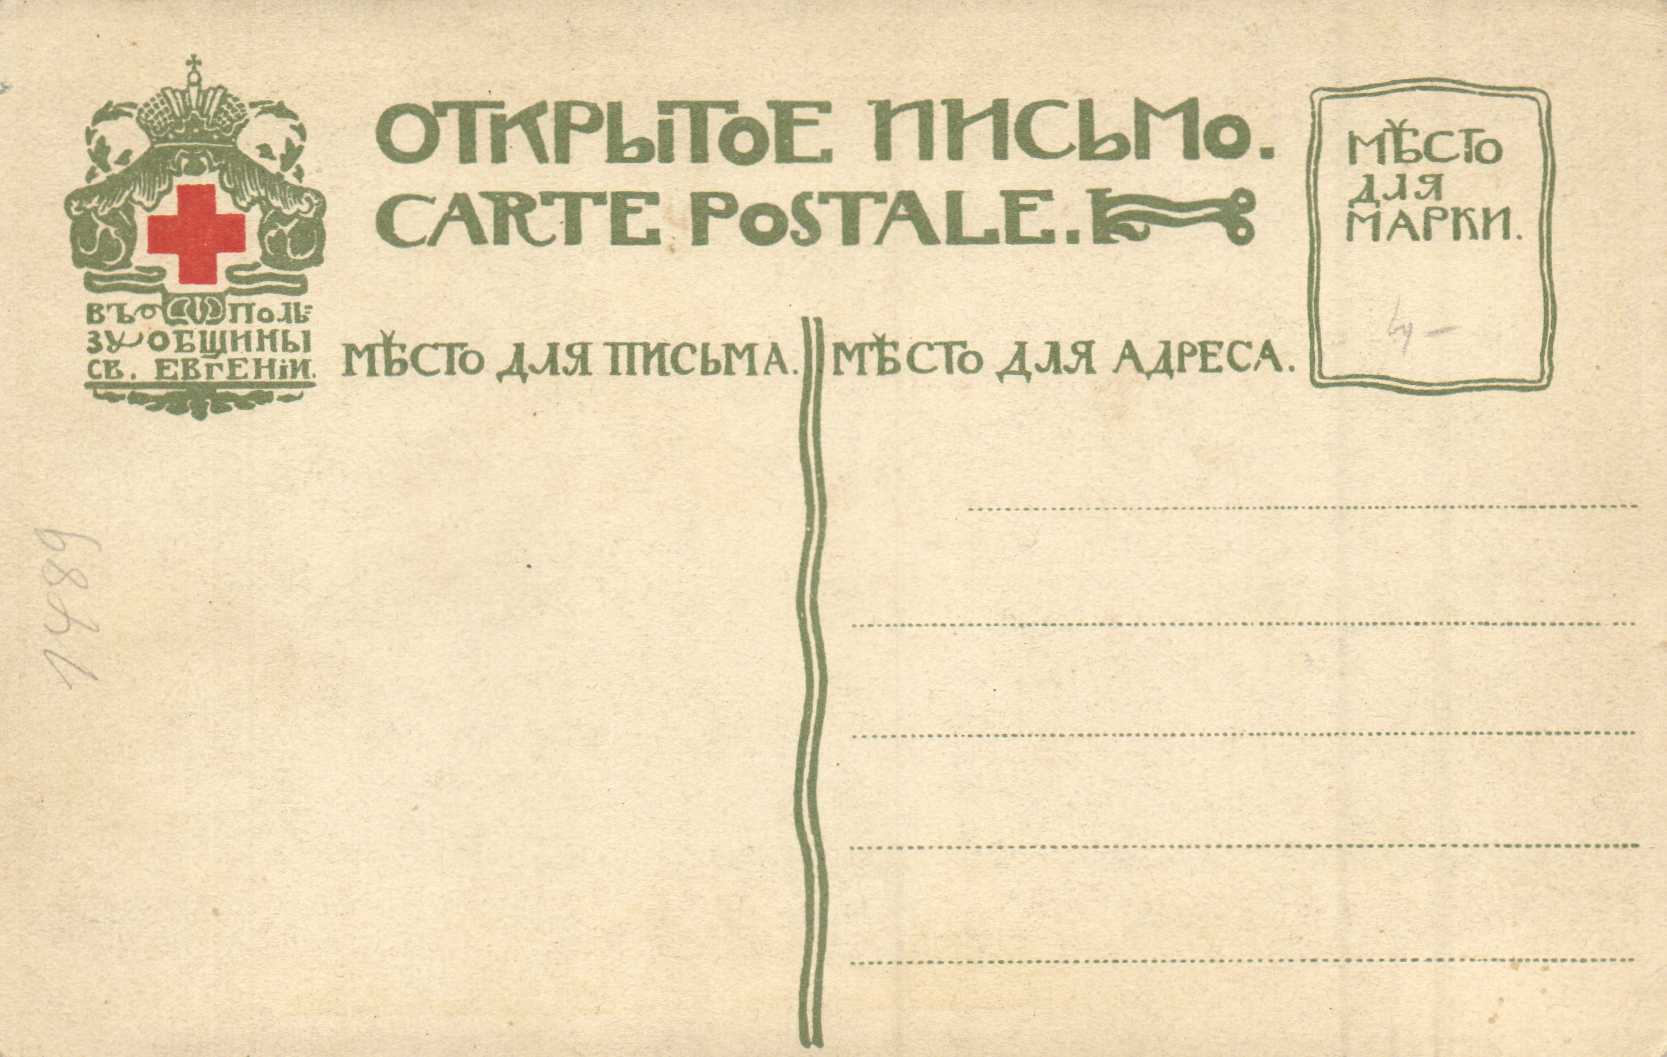 ОТКРЫТОЕ ПИСЬМО.
CARTE POSTALE.
МѢСТО
ДЛЯ
МАРКИ.
ВЪ ПОЛЬ-
ЗУ ОБЩИНЫ
СВ. ЕВГЕНІИ.
МѢСТО ДЛЯ ПИСЬМА.
МѢСТО ДЛЯ АДРЕСА.
1489